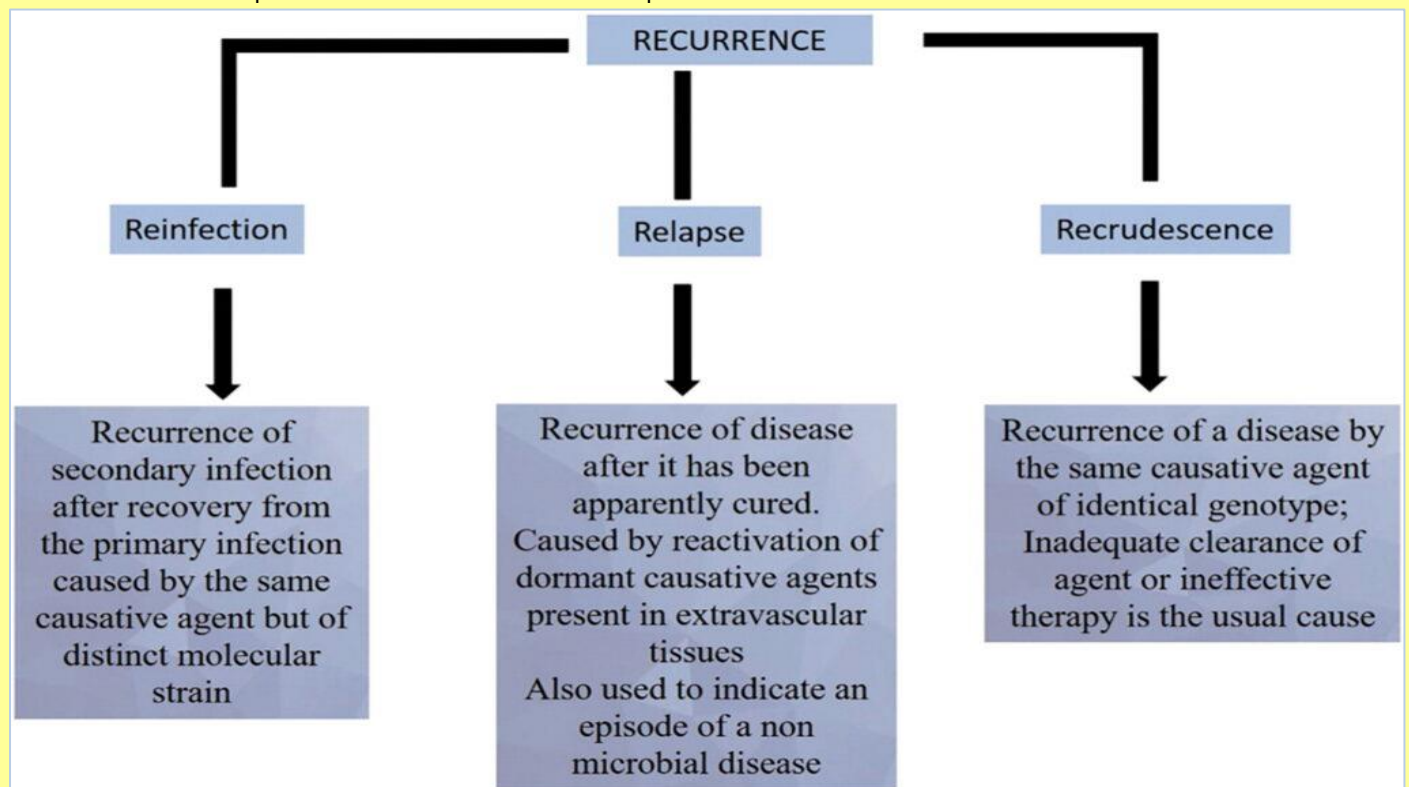 RECURRENCE
Reinfection
Relapse
Recrudescence
Recurrence of
secondary infection
after recovery from
the primary infection
caused by the same
causative agent but of
distinct molecular
strain
Recurrence of disease
after it has been
apparently cured.
Caused by reactivation of
dormant causative agents
present in extravascular
tissues
Also used to indicate an
episode of a non
microbial disease
Recurrence of a disease by
the same causative agent
of identical genotype;
Inadequate clearance of
agent or ineffective
therapy is the usual cause